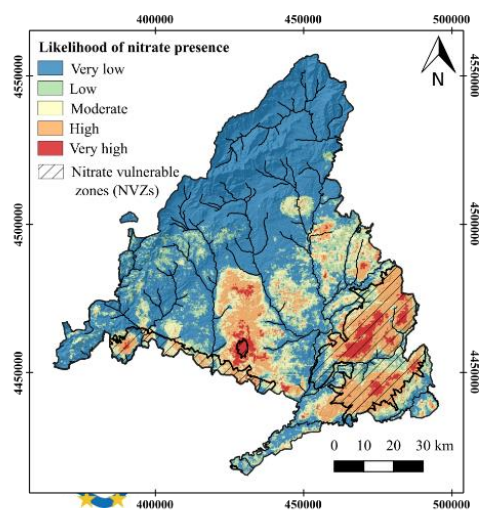 400000 450000 500000
Likelihood of nitrate presence
Very low
Low
Moderate
High
Very high
Nitrate vulnerable
zones (NVZs)
N
4550000 4550000
4500000 4500000
4450000 4450000
0 10 20 30 km
400000 450000 500000